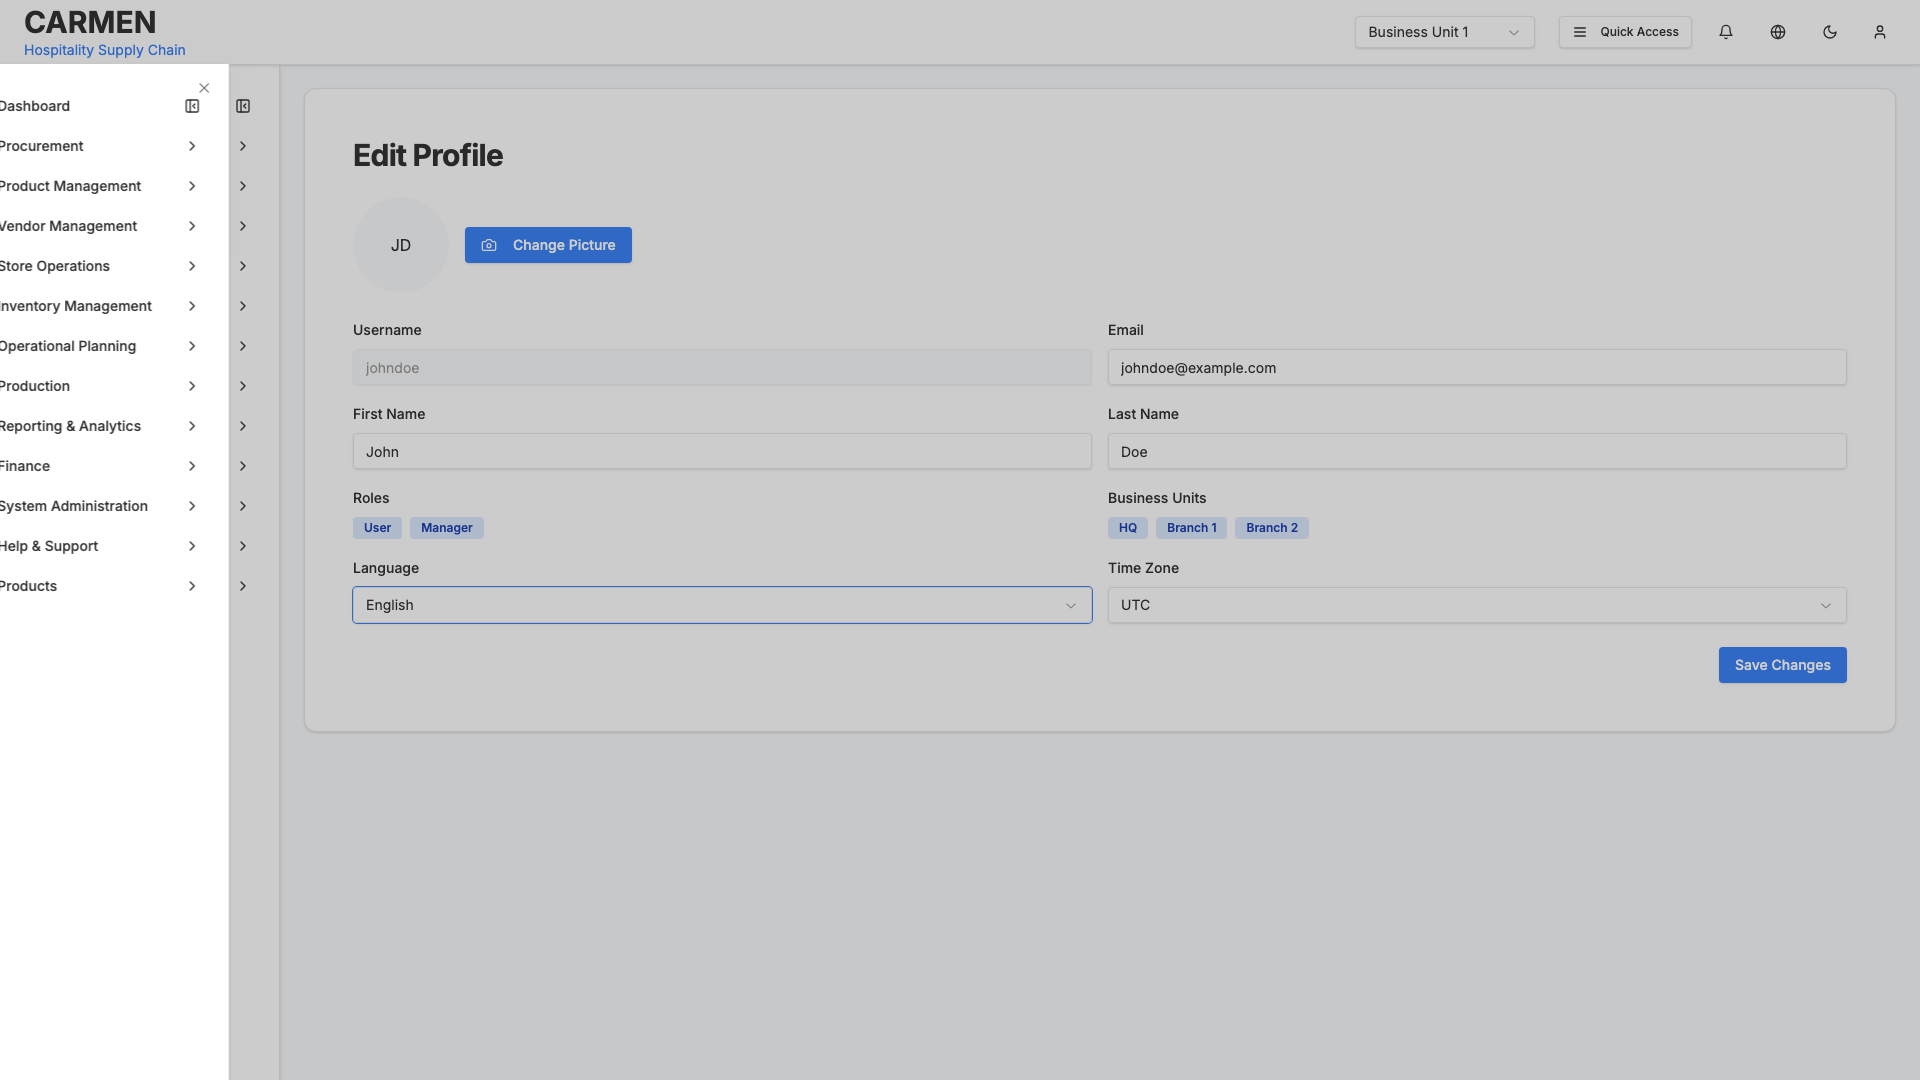 CARMEN
Hospitality Supply Chain
Business Unit 1
Quick Access
Dashboard
Procurement
Product Management
Vendor Management
Store Operations
Inventory Management
Operational Planning
Production
Reporting & Analytics
Finance
System Administration
Help & Support
Products
Edit Profile
JD
Change Picture
Username
johndoe
Email
johndoe@example.com
First Name
John
Last Name
Doe
Roles
User Manager
Business Units
HQ Branch 1 Branch 2
Language
English
Time Zone
UTC
Save Changes